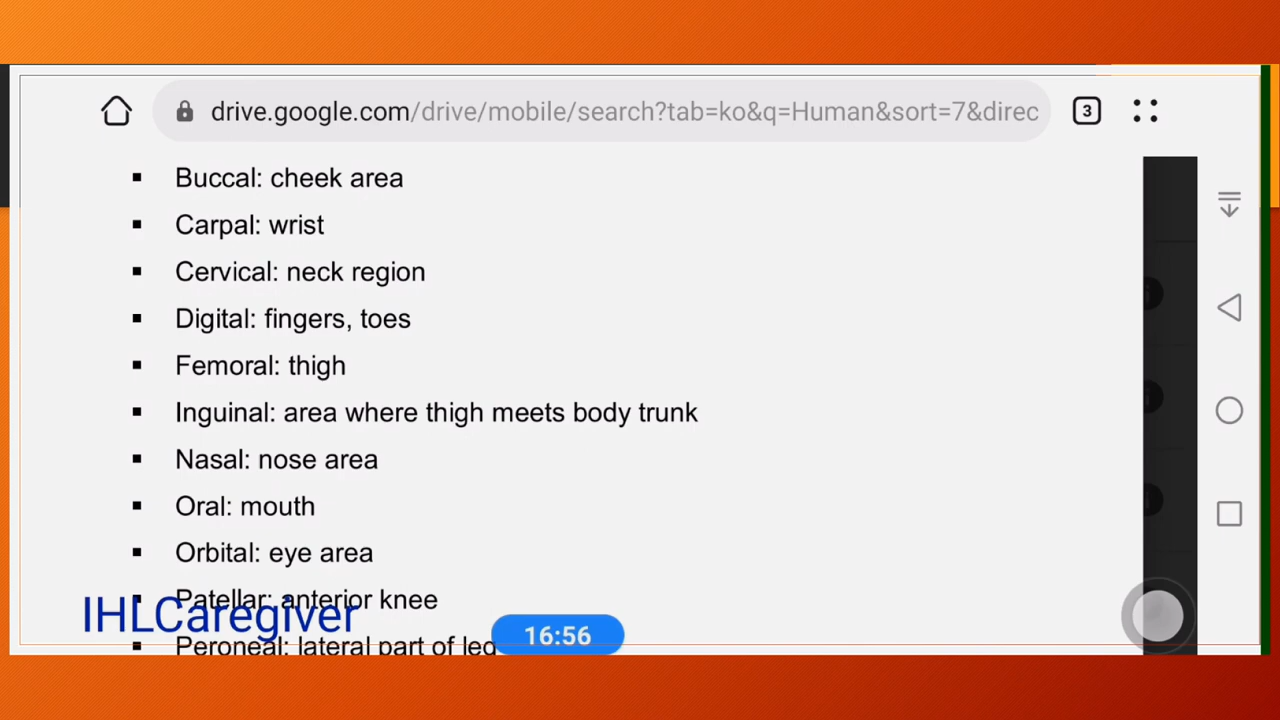 drive.google.com/drive/mobile/search?tab=ko&q=Human&sort=7&direc
3
▪ Buccal: cheek area
▪ Carpal: wrist
▪ Cervical: neck region
▪ Digital: fingers, toes
▪ Femoral: thigh
▪ Inguinal: area where thigh meets body trunk
▪ Nasal: nose area
▪ Oral: mouth
▪ Orbital: eye area
▪ Patellar: anterior knee
IHLCaregiver
16:56
▪ Peroneal: lateral part of leg